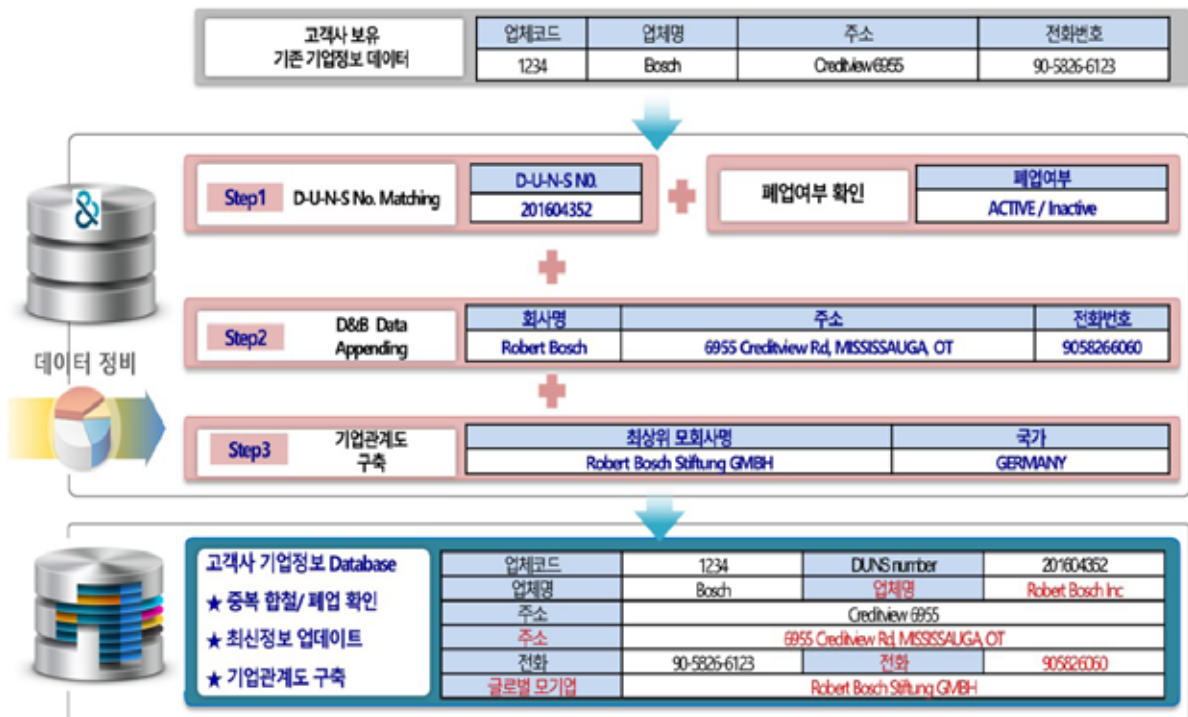 고객사 보유
기존 기업정보 데이터
업체코드 업체명 주소 전화번호
1234 Bosch Creditview 6955 90-5826-6123
Step1 D-U-N-S No. Matching
D-U-N-S NO.
201604352
폐업여부 확인
폐업여부
ACTIVE / Inactive
데이터 정비
Step2 D&B Data
Appending
회사명 주소 전화번호
Robert Bosch 6955 Creditview Rd, MISSISSAUGA, OT 9058266060
Step3 기업관계도
구축
최상위 모회사명 국가
Robert Bosch Stiftung GMBH GERMANY
고객사 기업정보 Database
★ 중복 합철/ 폐업 확인
★ 최신정보 업데이트
★ 기업관계도 구축
업체코드 1234 DUNS number 201604352
업체명 Bosch 업체명 Robert Bosch Inc
주소 Creditview 6955
주소 6955 Creditview Rd, MISSISSAUGA, OT
전화 90-5826-6123 전화 905826060
글로벌 모기업 Robert Bosch Stiftung GMBH